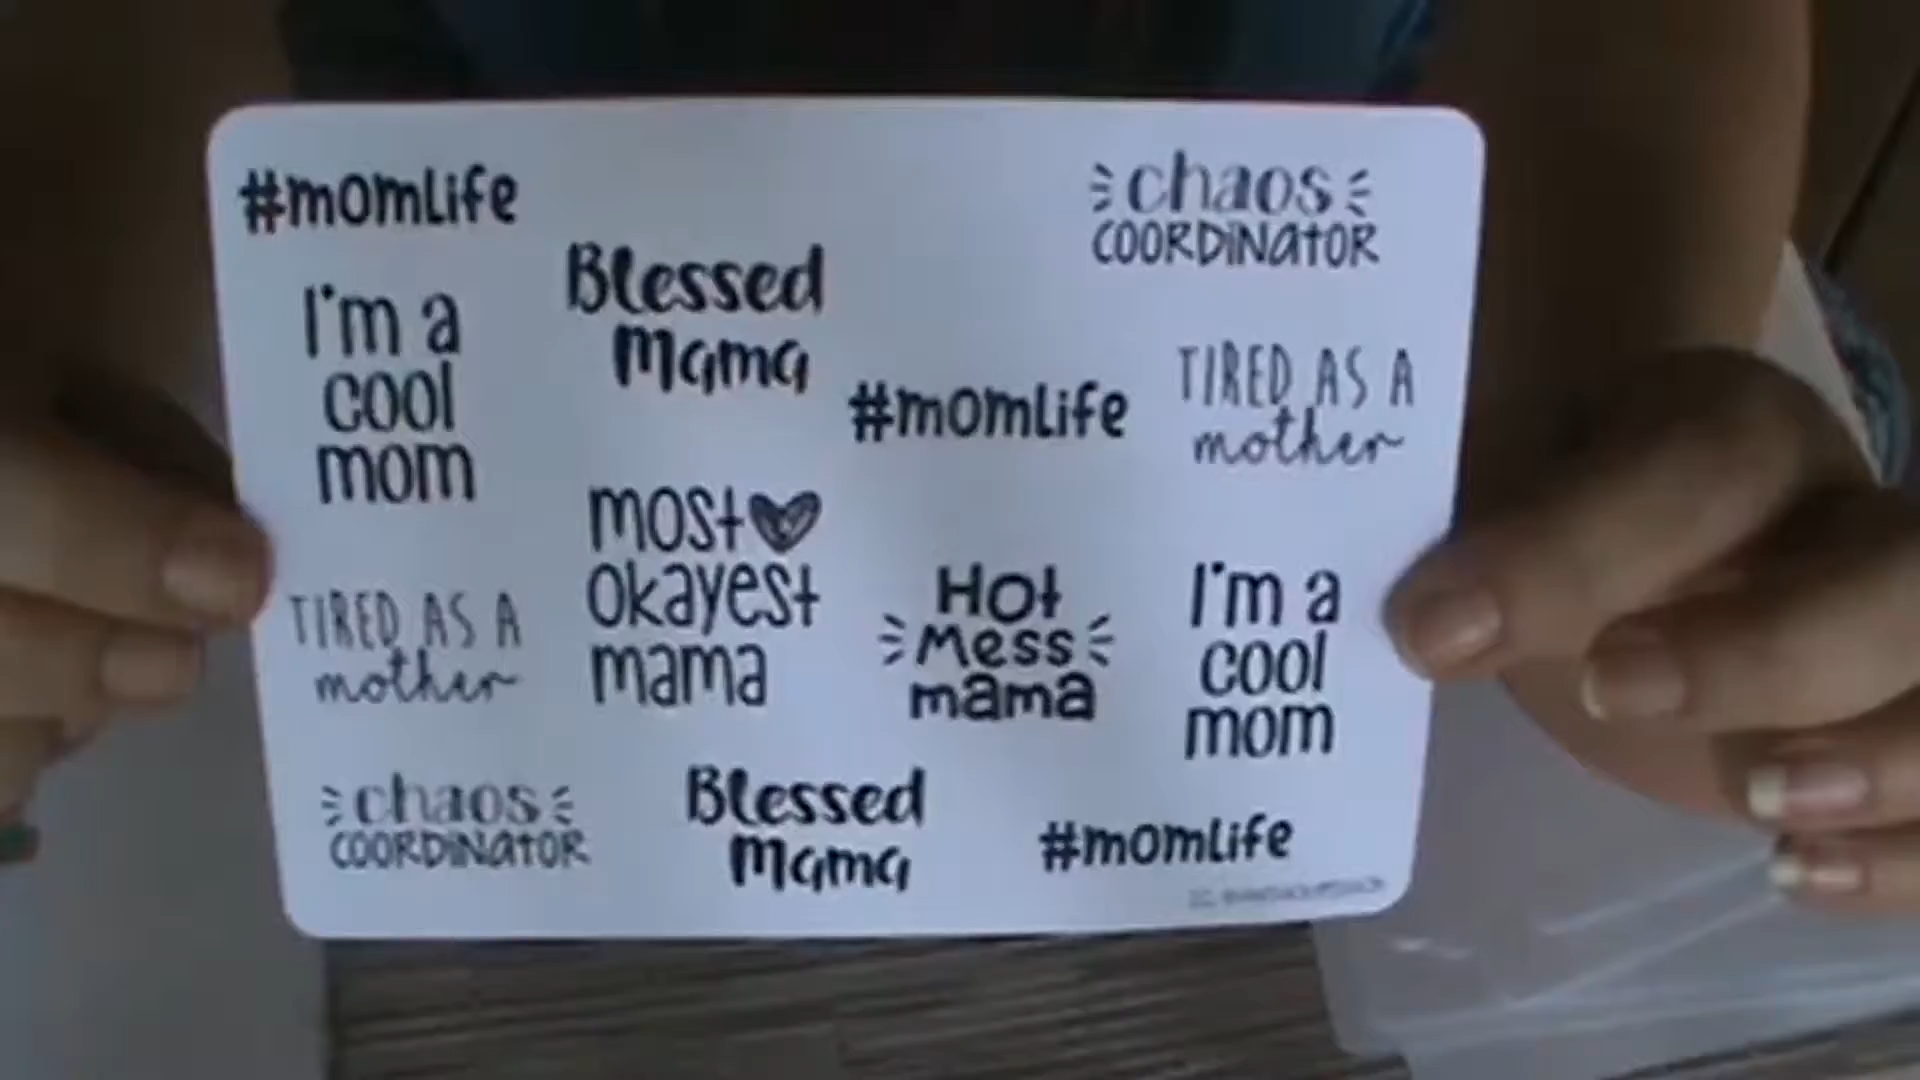 #momlife
chaos
COORDINATOR
Blessed
Mama
I'm a
cool
mom
#momlife
TIRED AS A
mother
most
okayest
mama
Hot
Mess
mama
I'm a
cool
mom
TIRED AS A
mother
chaos
COORDINATOR
Blessed
Mama
#momlife